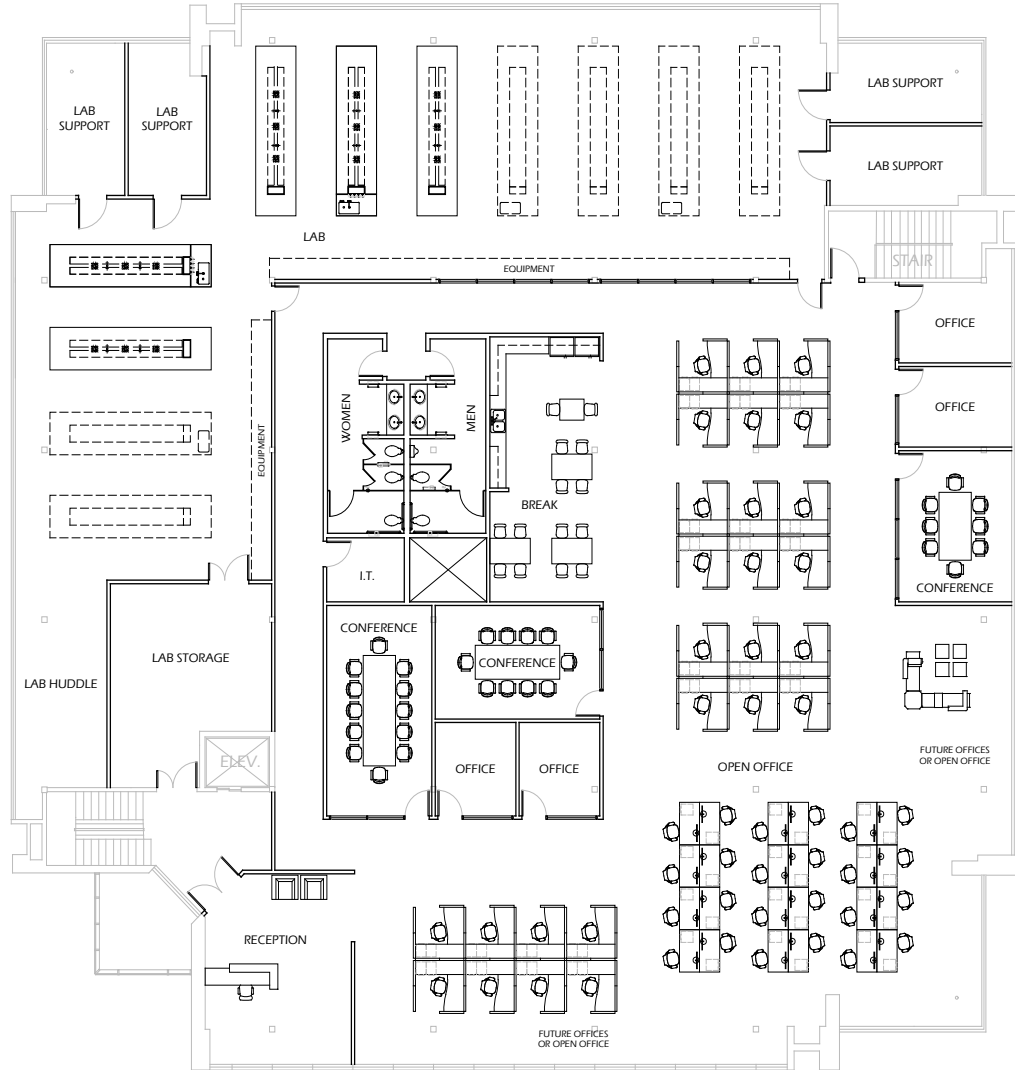 LAB
SUPPORT
LAB
SUPPORT
LAB SUPPORT
LAB SUPPORT
LAB
STAIR
EQUIPMENT
OFFICE
WOMEN
MEN
OFFICE
EQUIPMENT
BREAK
I.T.
CONFERENCE
CONFERENCE
LAB STORAGE
CONFERENCE
LAB HUDDLE
ELEV.
OFFICE
OFFICE
OPEN OFFICE
FUTURE OFFICES
OR OPEN OFFICE
RECEPTION
FUTURE OFFICES
OR OPEN OFFICE